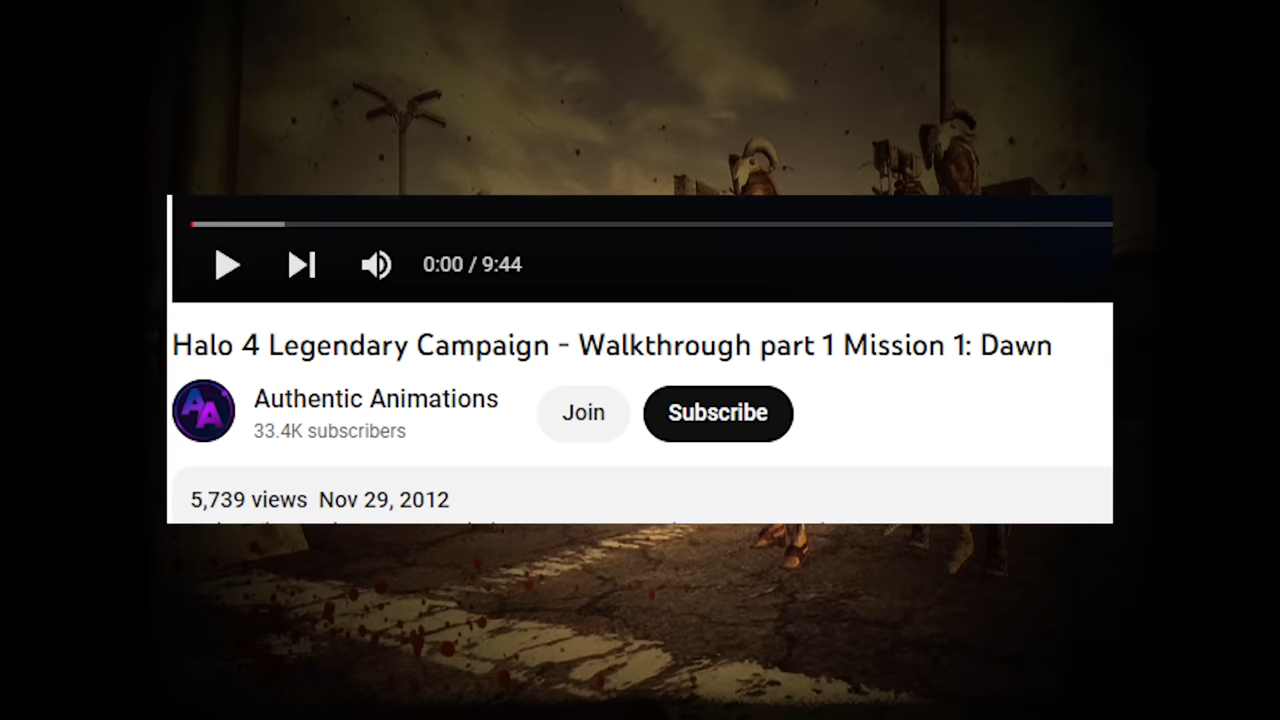 0:00 / 9:44
Halo 4 Legendary Campaign - Walkthrough part 1 Mission 1: Dawn
AA
Authentic Animations
33.4K subscribers
Join
Subscribe
5,739 views Nov 29, 2012